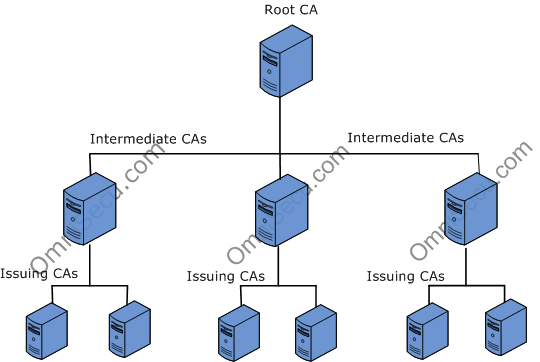 Root CA
Intermediate CAs
Intermediate CAs
OmniSecu.com
OmniSecu.com
OmniSecu.com
Issuing CAs
Issuing CAs
Issuing CAs